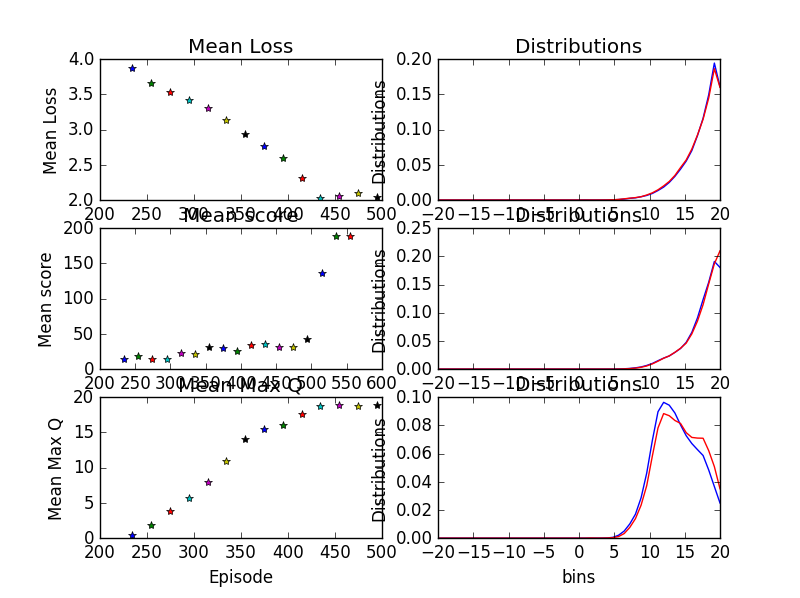 Mean Loss
Mean Loss
4.0
3.5
3.0
2.5
2.0
200 250 300 350 400 450 500
Distributions
Distributions
0.20
0.15
0.10
0.05
0.00
−20 −15 −10 −5 0 5 10 15 20
Mean score
Mean score
200
150
100
50
0
200 250 300 350 400 450 500 550 600
Distributions
Distributions
0.25
0.20
0.15
0.10
0.05
0.00
−20 −15 −10 −5 0 5 10 15 20
Mean Max Q
Mean Max Q
20
15
10
5
0
200 250 300 350 400 450 500
Episode
Distributions
Distributions
0.10
0.08
0.06
0.04
0.02
0.00
−20 −15 −10 −5 0 5 10 15 20
bins